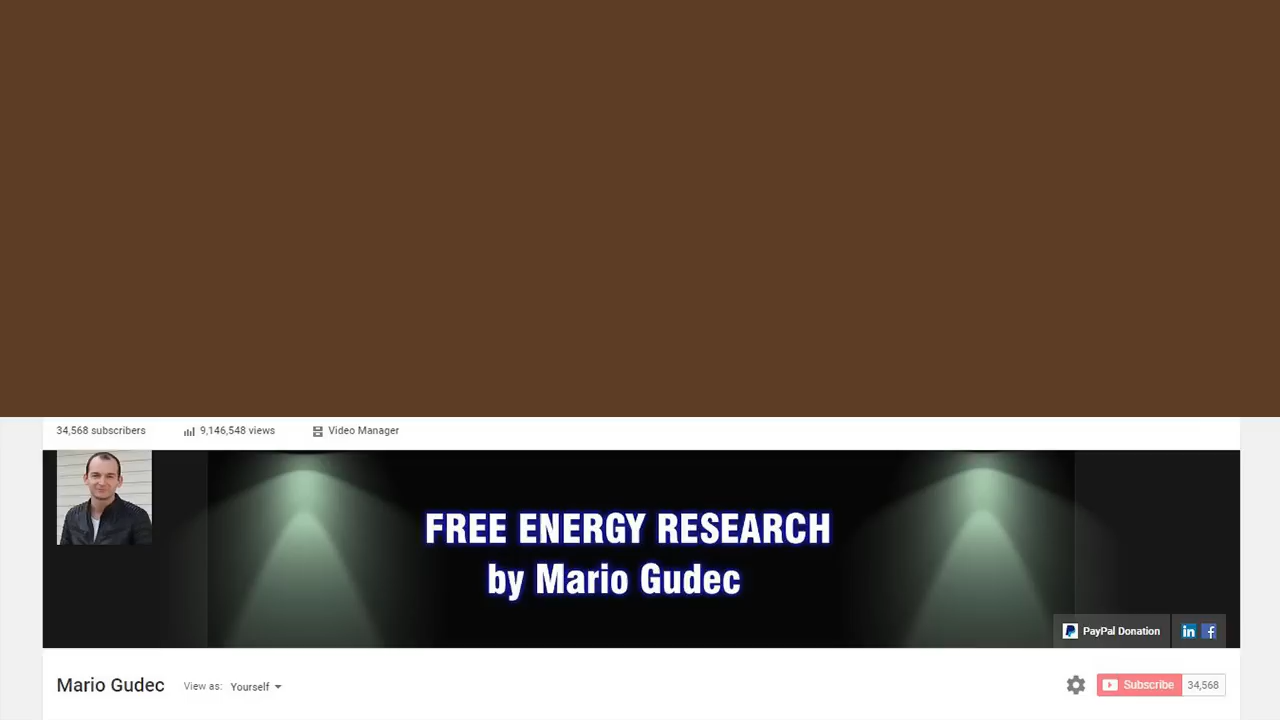 34,568 subscribers 9,146,548 views Video Manager
FREE ENERGY RESEARCH
by Mario Gudec
PayPal Donation
Mario Gudec View as: Yourself Subscribe 34,568